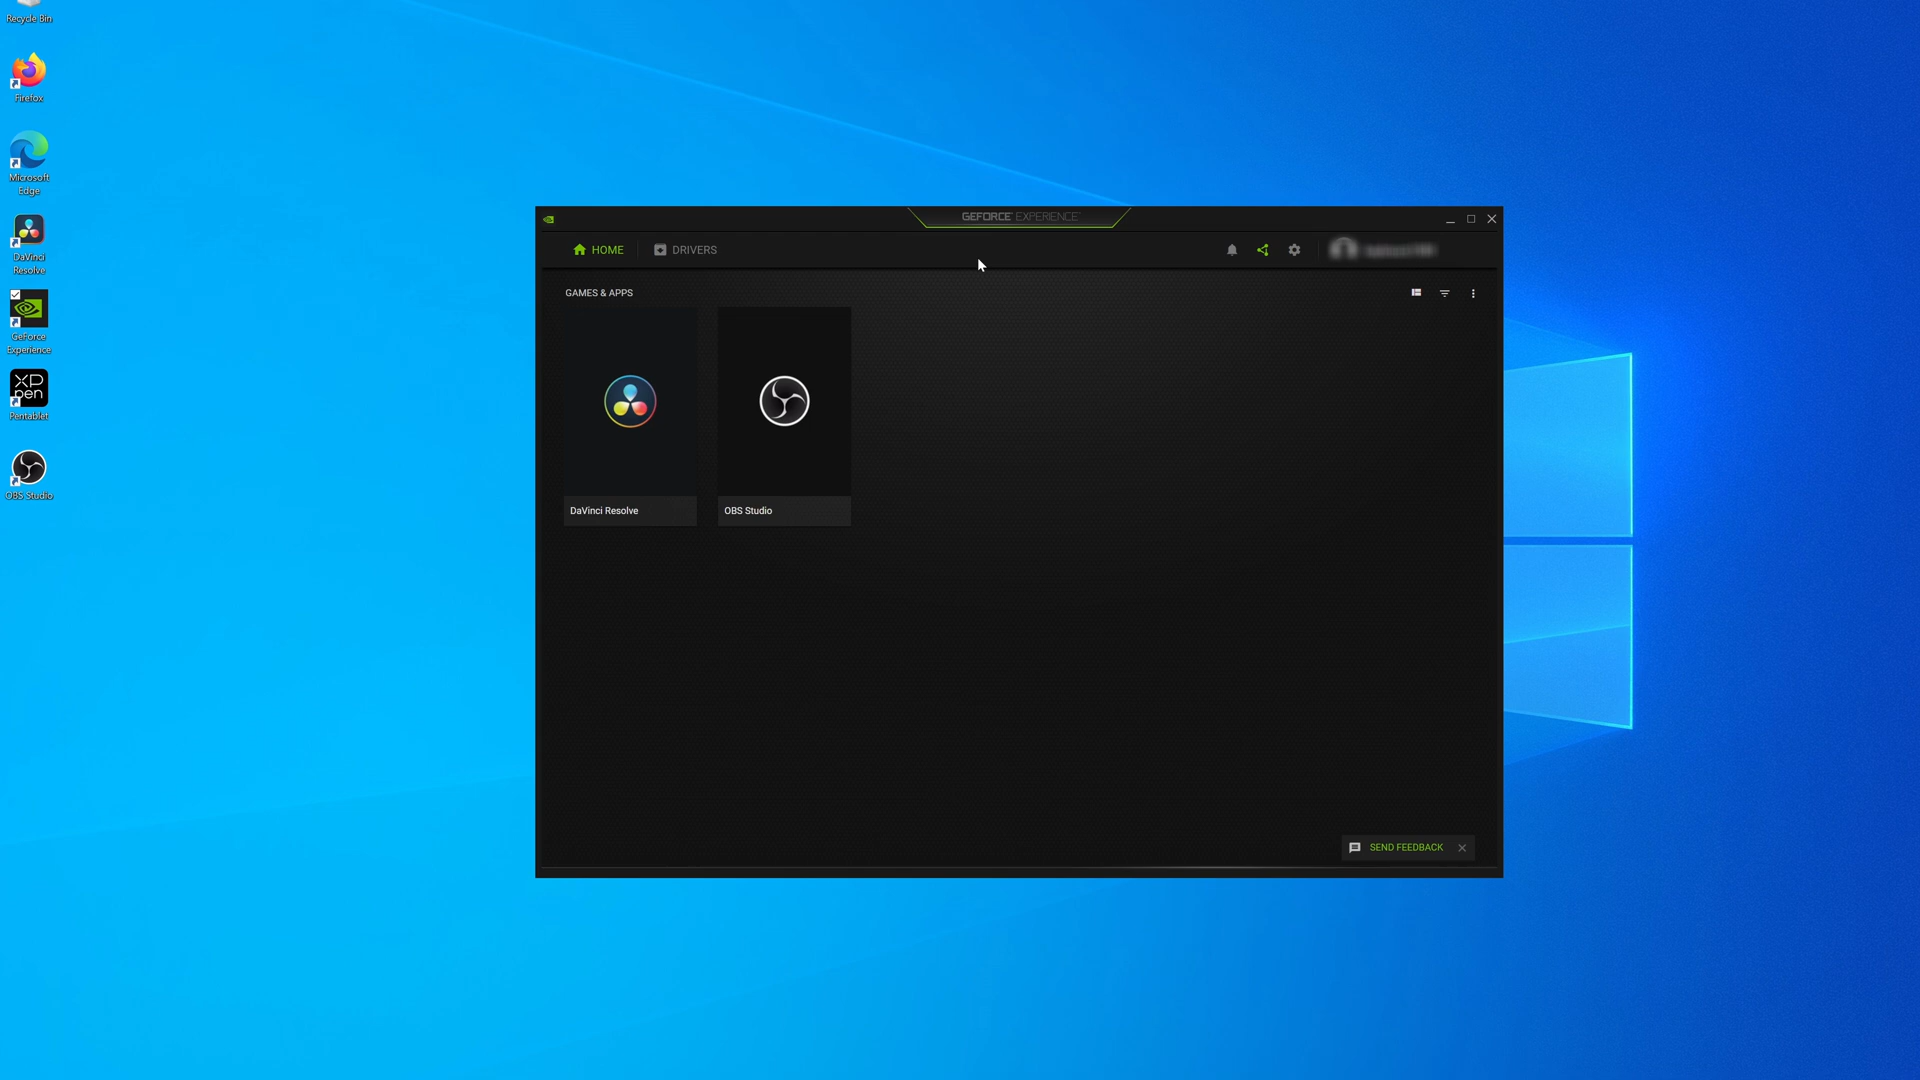 Recycle Bin
Firefox
Microsoft
Edge
DaVinci
Resolve
GeForce
Experience
XP
pen
Pentablet
OBS Studio
GEFORCE EXPERIENCE
HOME
DRIVERS
GAMES & APPS
DaVinci Resolve
OBS Studio
SEND FEEDBACK